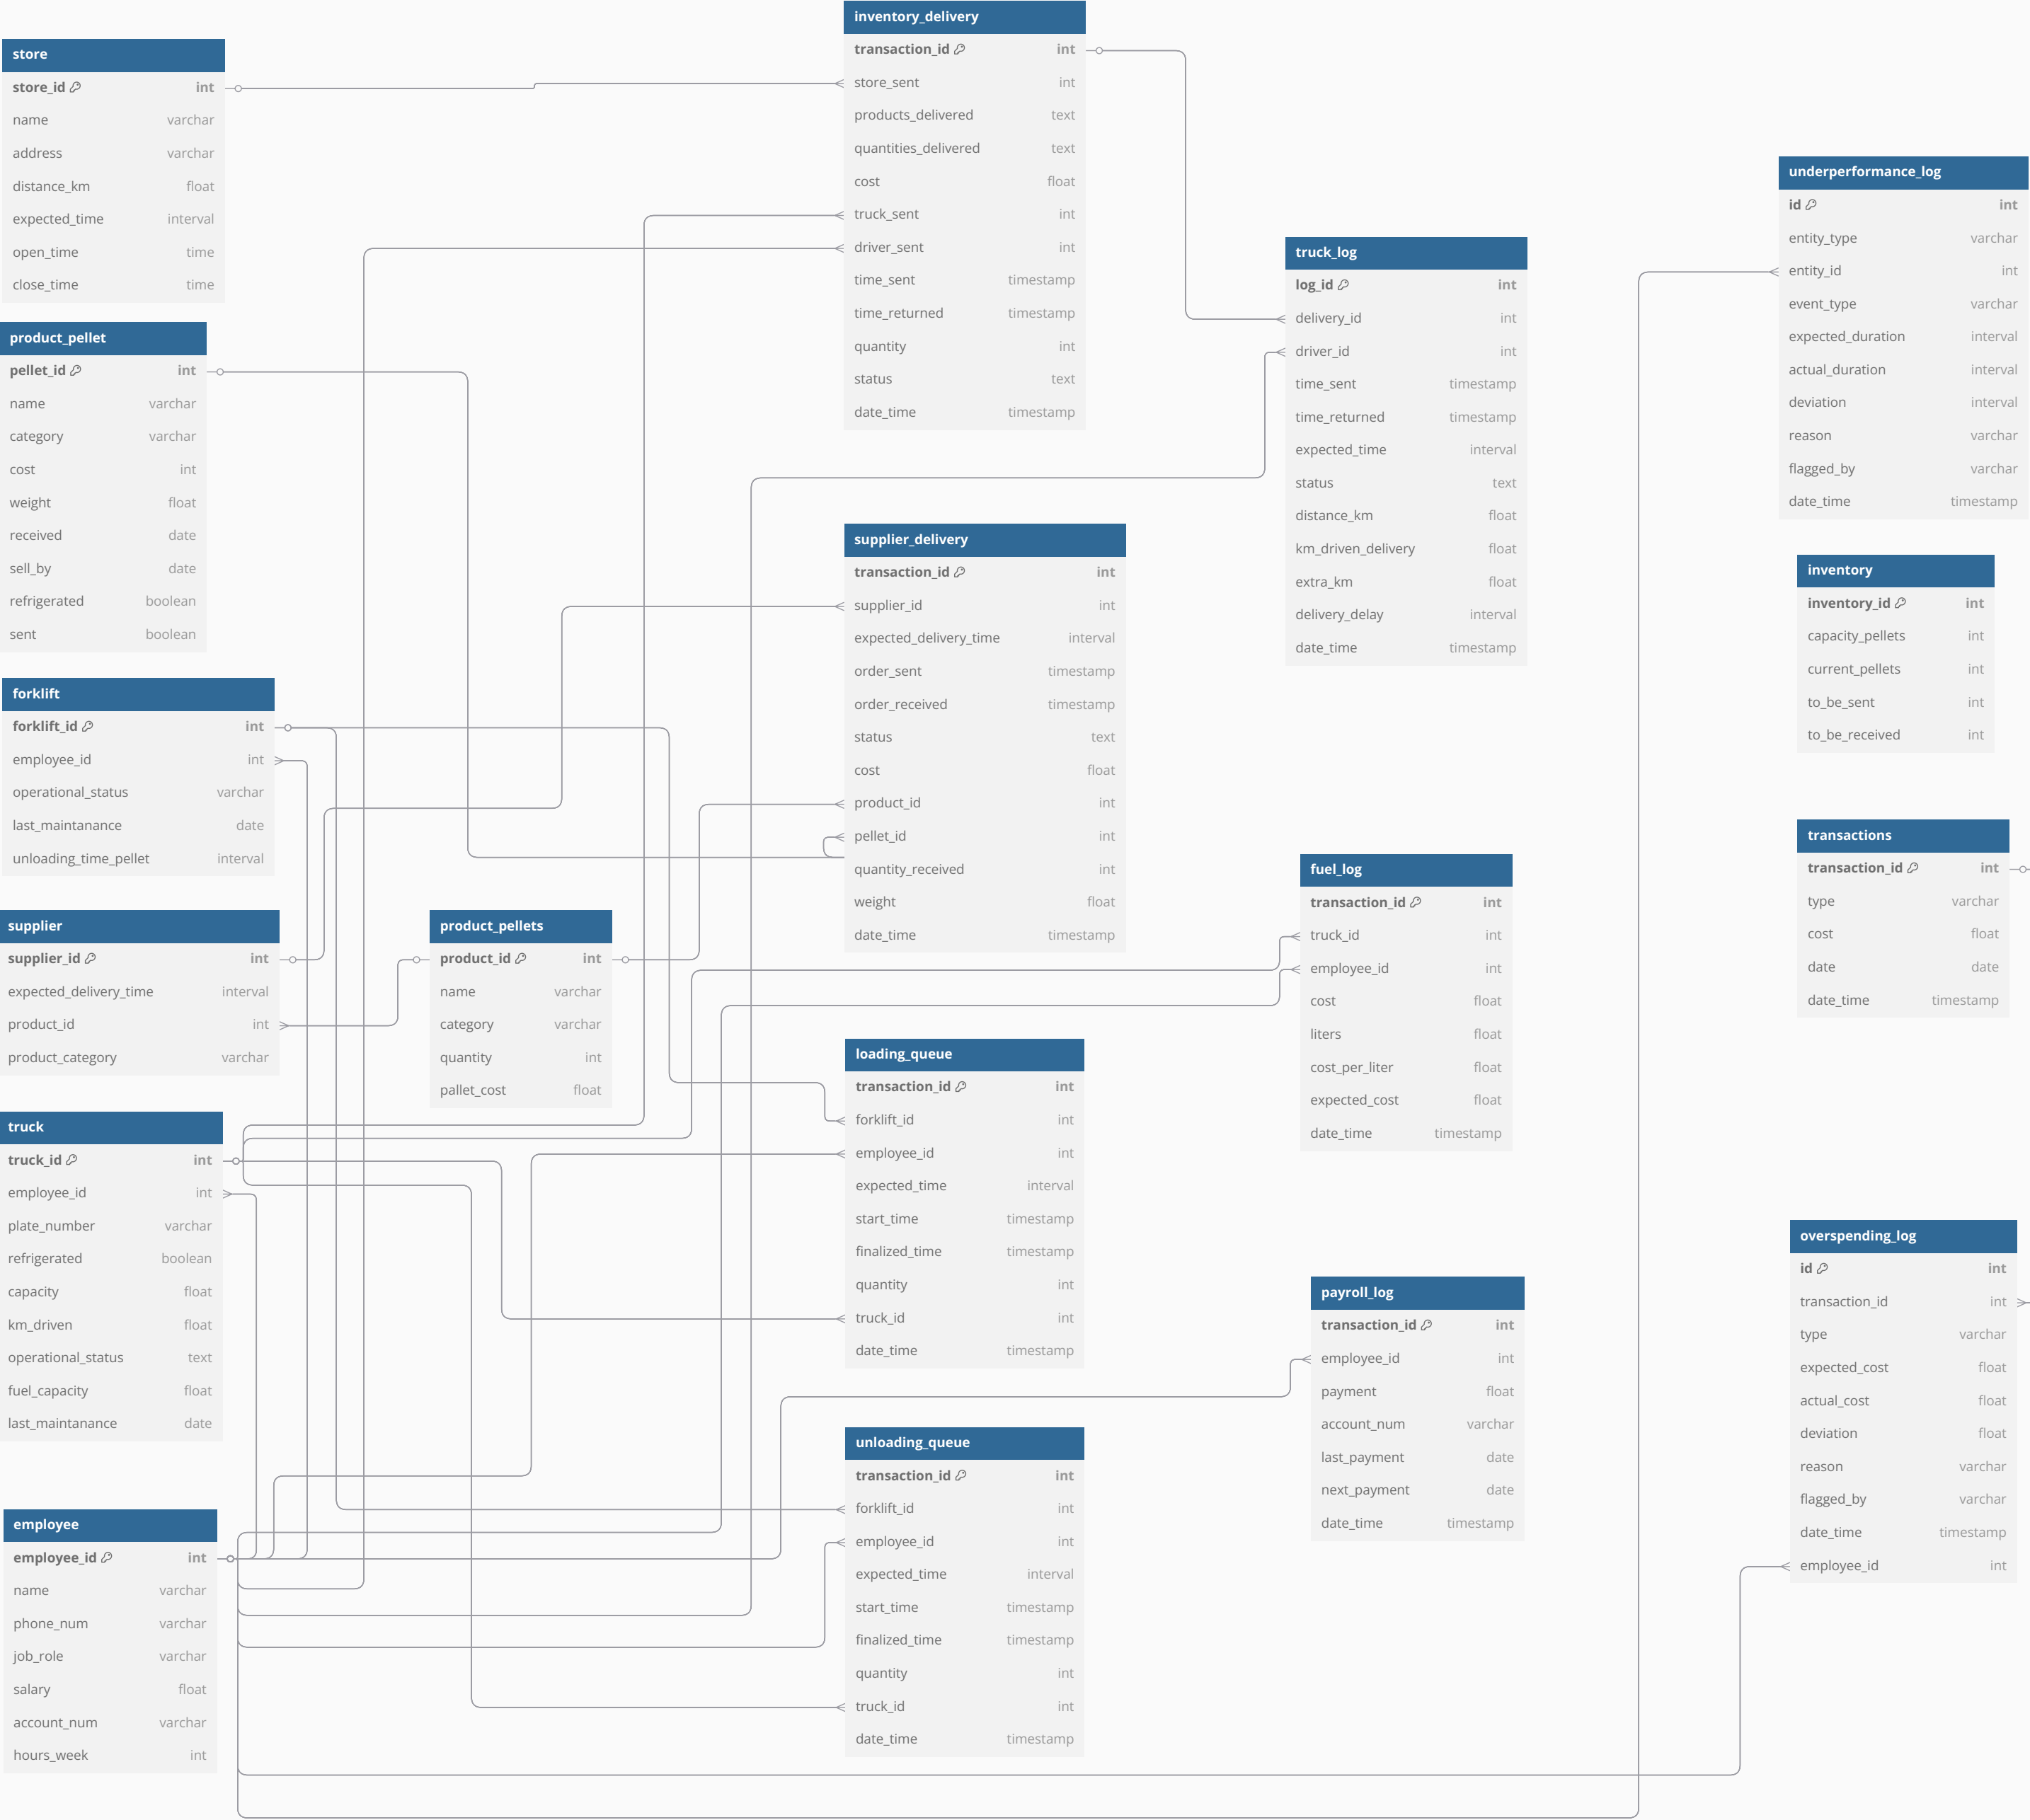 store
store_id int
name varchar
address varchar
distance_km float
expected_time interval
open_time time
close_time time
product_pellet
pellet_id int
name varchar
category varchar
cost int
weight float
received date
sell_by date
refrigerated boolean
sent boolean
forklift
forklift_id int
employee_id int
operational_status varchar
last_maintanance date
unloading_time_pellet interval
supplier
supplier_id int
expected_delivery_time interval
product_id int
product_category varchar
product_pellets
product_id int
name varchar
category varchar
quantity int
pallet_cost float
truck
truck_id int
employee_id int
plate_number varchar
refrigerated boolean
capacity float
km_driven float
operational_status text
fuel_capacity float
last_maintanance date
employee
employee_id int
name varchar
phone_num varchar
job_role varchar
salary float
account_num varchar
hours_week int
inventory_delivery
transaction_id int
store_sent int
products_delivered text
quantities_delivered text
cost float
truck_sent int
driver_sent int
time_sent timestamp
time_returned timestamp
quantity int
status text
date_time timestamp
supplier_delivery
transaction_id int
supplier_id int
expected_delivery_time interval
order_sent timestamp
order_received timestamp
status text
cost float
product_id int
pellet_id int
quantity_received int
weight float
date_time timestamp
loading_queue
transaction_id int
forklift_id int
employee_id int
expected_time interval
start_time timestamp
finalized_time timestamp
quantity int
truck_id int
date_time timestamp
unloading_queue
transaction_id int
forklift_id int
employee_id int
expected_time interval
start_time timestamp
finalized_time timestamp
quantity int
truck_id int
date_time timestamp
truck_log
log_id int
delivery_id int
driver_id int
time_sent timestamp
time_returned timestamp
expected_time interval
status text
distance_km float
km_driven_delivery float
extra_km float
delivery_delay interval
date_time timestamp
fuel_log
transaction_id int
truck_id int
employee_id int
cost float
liters float
cost_per_liter float
expected_cost float
date_time timestamp
payroll_log
transaction_id int
employee_id int
payment float
account_num varchar
last_payment date
next_payment date
date_time timestamp
underperformance_log
id int
entity_type varchar
entity_id int
event_type varchar
expected_duration interval
actual_duration interval
deviation interval
reason varchar
flagged_by varchar
date_time timestamp
inventory
inventory_id int
capacity_pellets int
current_pellets int
to_be_sent int
to_be_received int
transactions
transaction_id int
type varchar
cost float
date date
date_time timestamp
overspending_log
id int
transaction_id int
type varchar
expected_cost float
actual_cost float
deviation float
reason varchar
flagged_by varchar
date_time timestamp
employee_id int